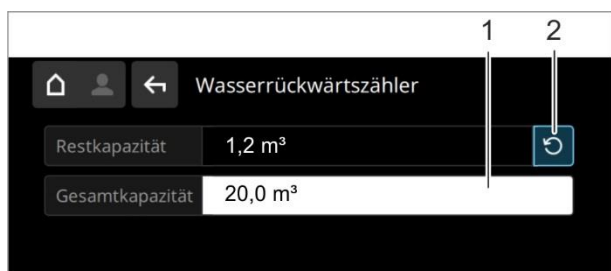 1 2
Wasserrückwärtszähler
Restkapazität 1,2 m³
Gesamtkapazität 20,0 m³